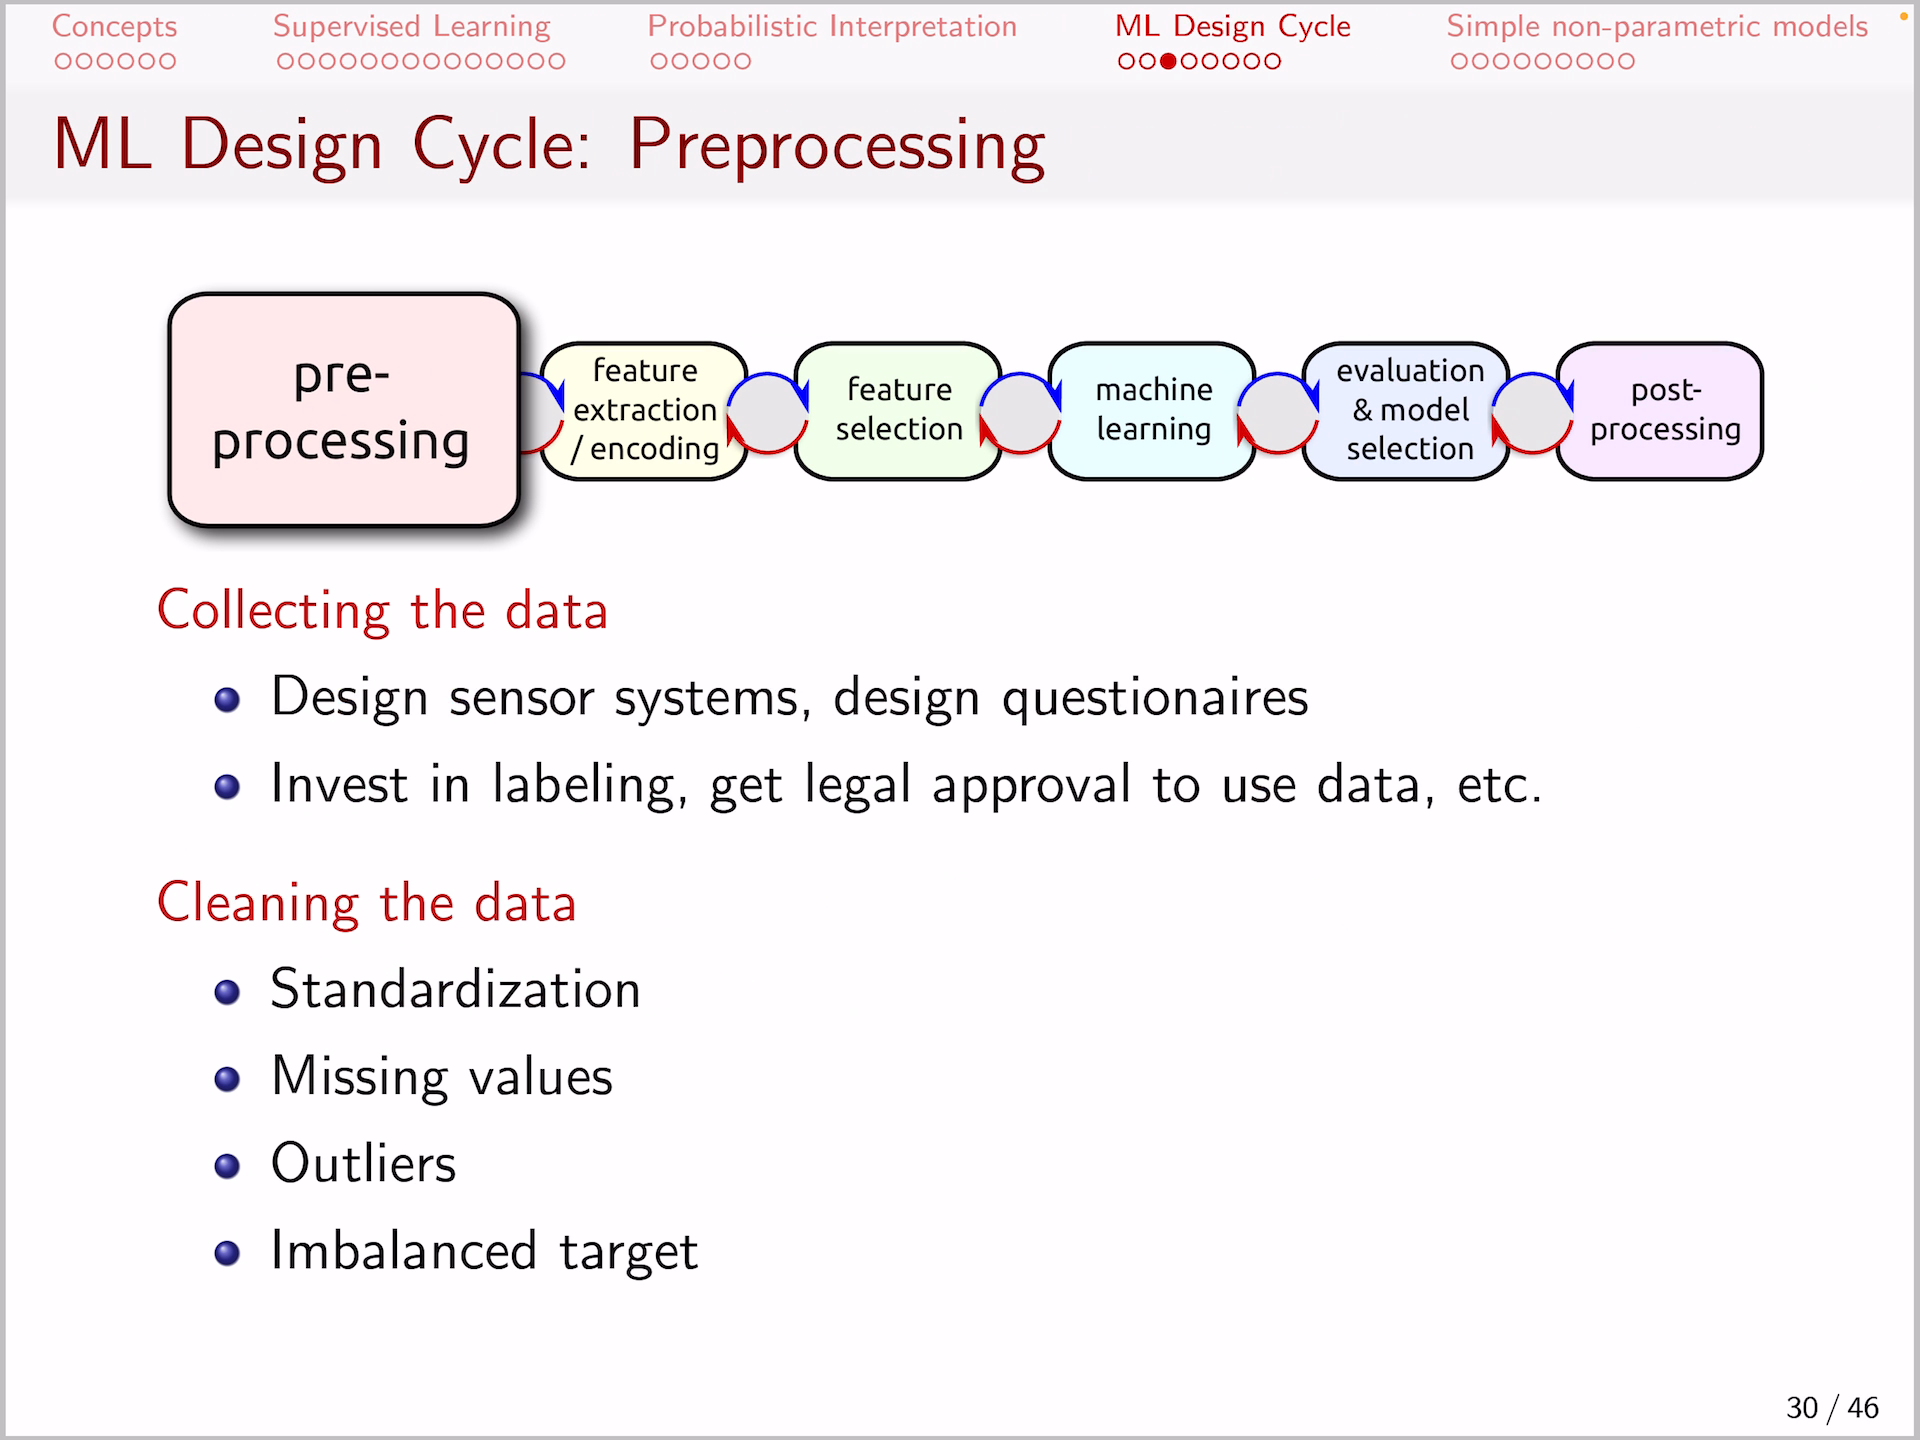 Concepts
Supervised Learning
Probabilistic Interpretation
ML Design Cycle
Simple non-parametric models
ML Design Cycle: Preprocessing
pre-
processing
feature
extraction
/ encoding
feature
selection
machine
learning
evaluation
& model
selection
post-
processing
Collecting the data
Design sensor systems, design questionaires
Invest in labeling, get legal approval to use data, etc.
Cleaning the data
Standardization
Missing values
Outliers
Imbalanced target
30 / 46